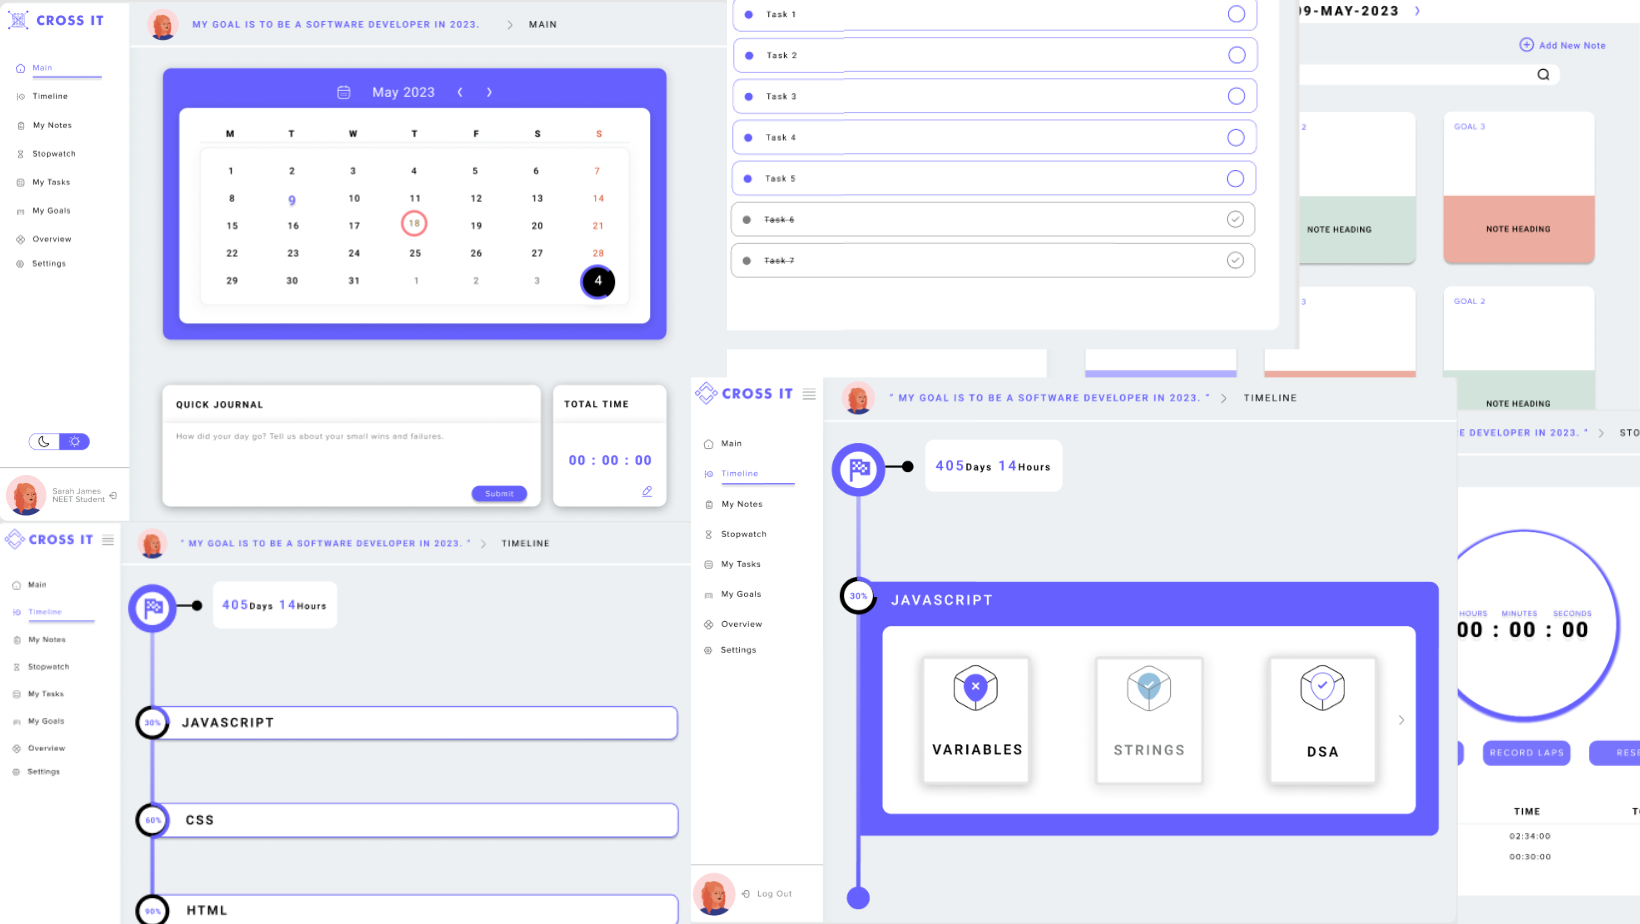 CROSS IT
MY GOAL IS TO BE A SOFTWARE DEVELOPER IN 2023. > MAIN
Main
Timeline
My Notes
Stopwatch
My Tasks
My Goals
Overview
Settings
Sarah James
NEET Student
May 2023
M T W T F S S
1 2 3 4 5 6 7
8 9 10 11 12 13 14
15 16 17 18 19 20 21
22 23 24 25 26 27 28
29 30 31 1 2 3 4
QUICK JOURNAL
How did your day go? Tell us about your small wins and failures.
Submit
TOTAL TIME
00 : 00 : 00
Task 1
Task 2
Task 3
Task 4
Task 5
Task 6
Task 7
09-MAY-2023 >
Add New Note
2
NOTE HEADING
GOAL 3
NOTE HEADING
3
GOAL 2
NOTE HEADING
CROSS IT
" MY GOAL IS TO BE A SOFTWARE DEVELOPER IN 2023. " > TIMELINE
Main
Timeline
My Notes
Stopwatch
My Tasks
My Goals
Overview
Settings
405Days 14Hours
30%
JAVASCRIPT
60%
CSS
90%
HTML
CROSS IT
" MY GOAL IS TO BE A SOFTWARE DEVELOPER IN 2023. " > TIMELINE
Main
Timeline
My Notes
Stopwatch
My Tasks
My Goals
Overview
Settings
Log Out
405Days 14Hours
30%
JAVASCRIPT
VARIABLES
STRINGS
DSA
E DEVELOPER IN 2023. " > STO
HOURS MINUTES SECONDS
00 : 00 : 00
RECORD LAPS
RESE
TIME
TO
02:34:00
00:30:00